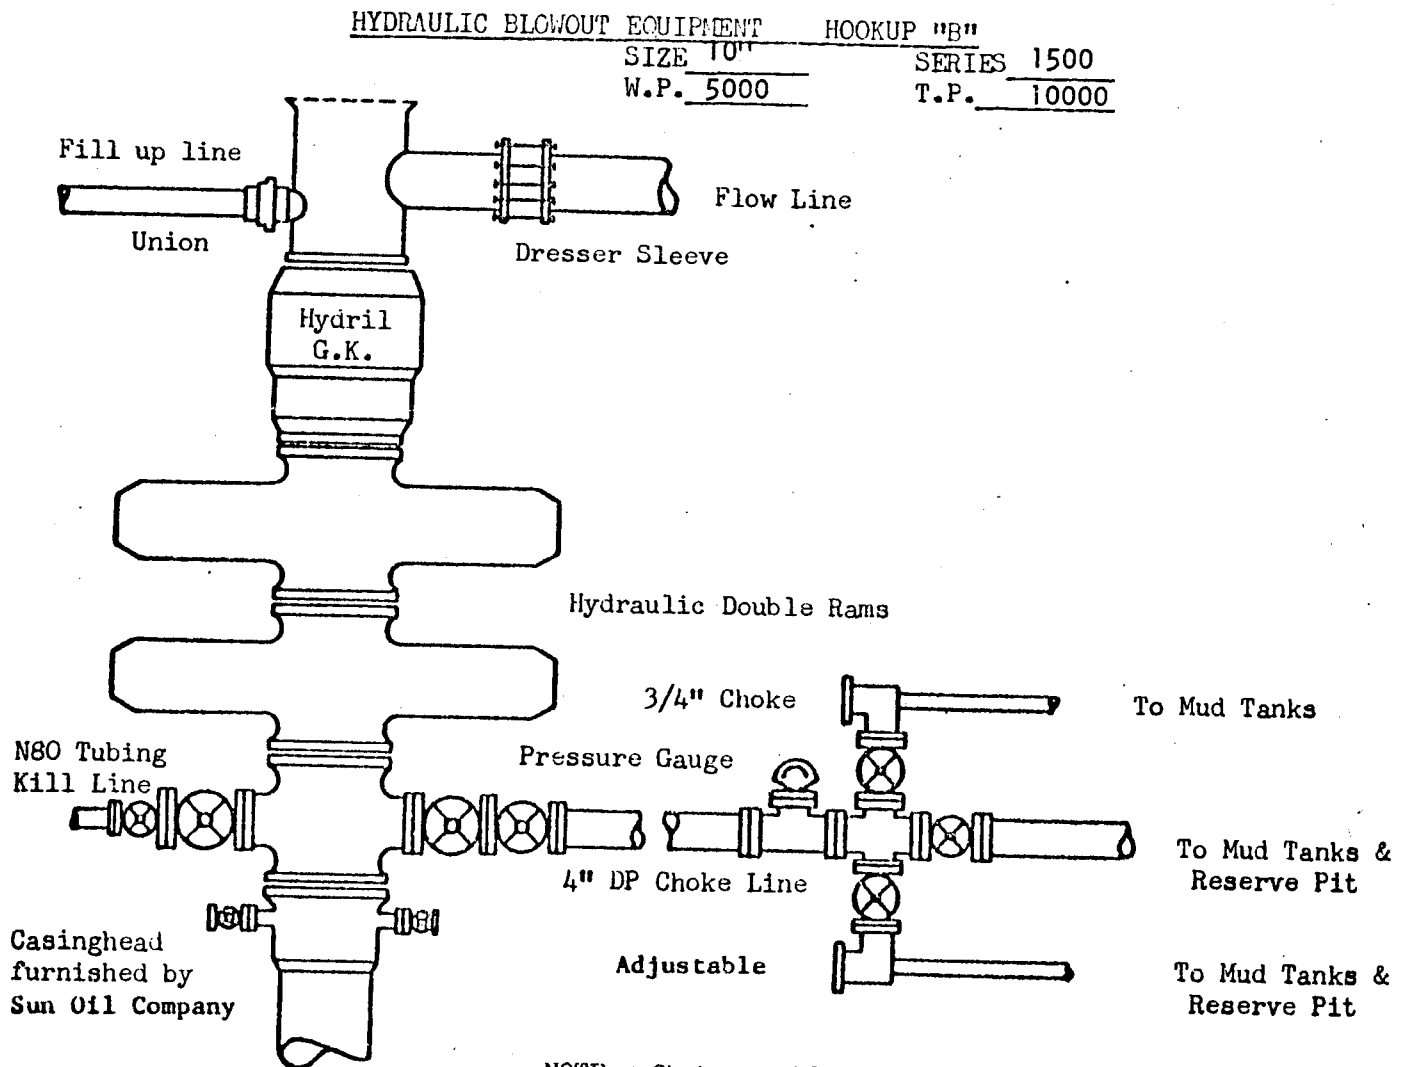 HYDRAULIC BLOWOUT EQUIPMENT HOOKUP "B"
SIZE 10" SERIES 1500
W.P. 5000 T.P. 10000
Fill up line
Union
Flow Line
Dresser Sleeve
Hydril
G.K.
Hydraulic Double Rams
3/4" Choke
To Mud Tanks
N80 Tubing
Kill Line
Pressure Gauge
4" DP Choke Line
To Mud Tanks &
Reserve Pit
Casinghead
furnished by
Sun Oil Company
Adjustable
To Mud Tanks &
Reserve Pit